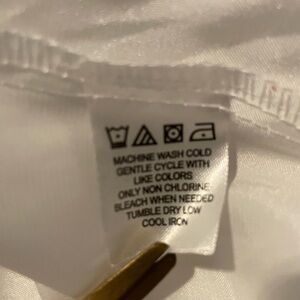 MACHINE WASH COLD
GENTLE CYCLE WITH
LIKE COLORS
ONLY NON CHLORINE
BLEACH WHEN NEEDED
TUMBLE DRY LOW
COOL IRON